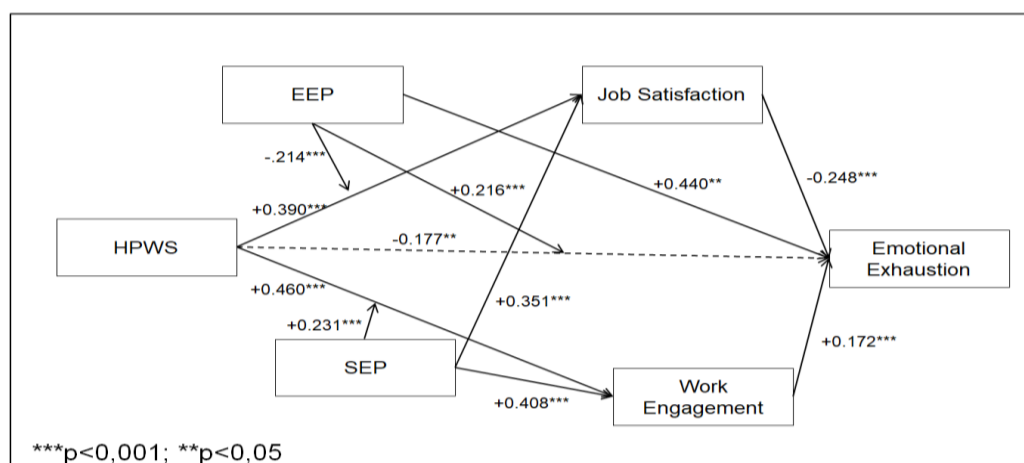 EEP
Job Satisfaction
-.214***
+0.216***
+0.440**
-0.248***
+0.390***
HPWS
-0.177**
Emotional
Exhaustion
+0.460***
+0.351***
+0.231***
+0.172***
SEP
Work
Engagement
+0.408***
***p<0,001; **p<0,05